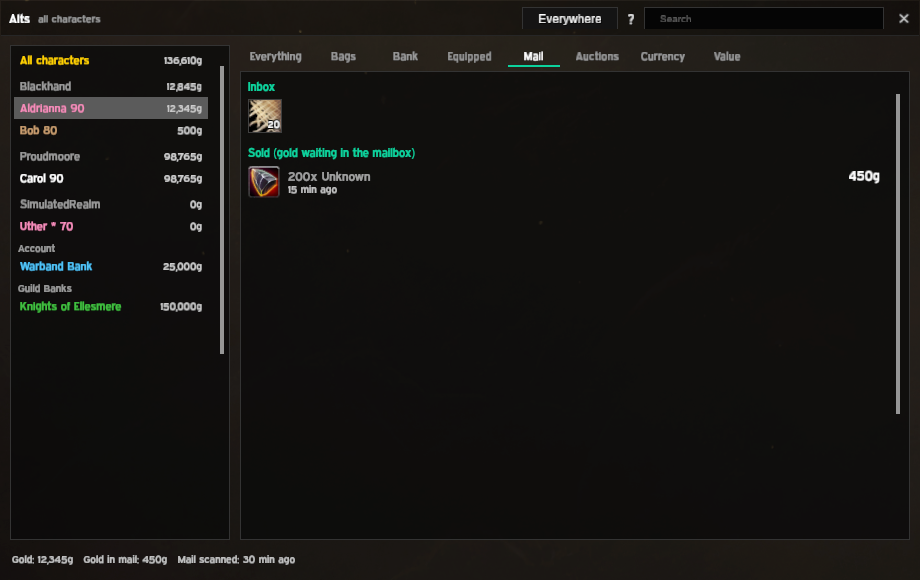 Alts all characters Everywhere ? Search ×
All characters 136,610g
Blackhand 12,845g
Aldrianna 90 12,345g
Bob 80 500g
Proudmoore 98,765g
Carol 90 98,765g
SimulatedRealm 0g
Uther * 70 0g
Account
Warband Bank 25,000g
Guild Banks
Knights of Ellesmere 150,000g
Everything Bags Bank Equipped Mail Auctions Currency Value
Inbox
20
Sold (gold waiting in the mailbox)
200x Unknown 450g
15 min ago
Gold: 12,345g Gold in mail: 450g Mail scanned: 30 min ago